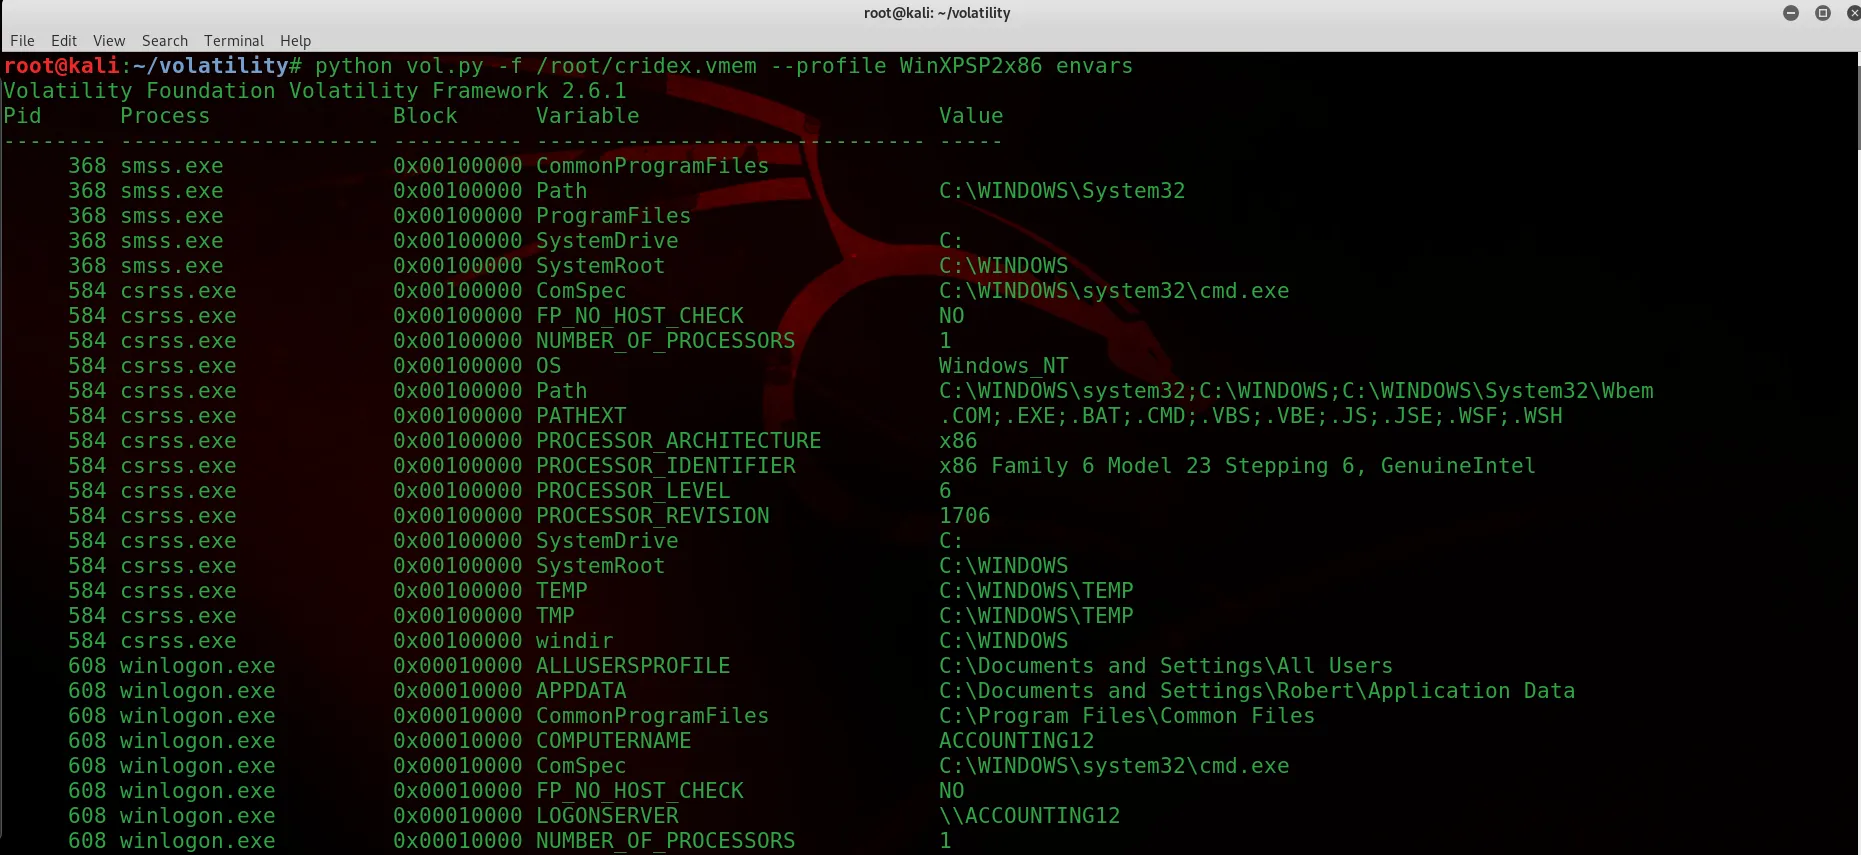 root@kali: ~/volatility
File Edit View Search Terminal Help
root@kali:~/volatility# python vol.py -f /root/cridex.vmem --profile WinXPSP2x86 envars
Volatility Foundation Volatility Framework 2.6.1
Pid      Process              Block      Variable                       Value
-------- -------------------- ---------- ------------------------------ -----
     368 smss.exe             0x00100000 CommonProgramFiles
     368 smss.exe             0x00100000 Path                           C:\WINDOWS\System32
     368 smss.exe             0x00100000 ProgramFiles
     368 smss.exe             0x00100000 SystemDrive                    C:
     368 smss.exe             0x00100000 SystemRoot                     C:\WINDOWS
     584 csrss.exe            0x00100000 ComSpec                        C:\WINDOWS\system32\cmd.exe
     584 csrss.exe            0x00100000 FP_NO_HOST_CHECK               NO
     584 csrss.exe            0x00100000 NUMBER_OF_PROCESSORS           1
     584 csrss.exe            0x00100000 OS                             Windows_NT
     584 csrss.exe            0x00100000 Path                           C:\WINDOWS\system32;C:\WINDOWS;C:\WINDOWS\System32\Wbem
     584 csrss.exe            0x00100000 PATHEXT                        .COM;.EXE;.BAT;.CMD;.VBS;.VBE;.JS;.JSE;.WSF;.WSH
     584 csrss.exe            0x00100000 PROCESSOR_ARCHITECTURE         x86
     584 csrss.exe            0x00100000 PROCESSOR_IDENTIFIER           x86 Family 6 Model 23 Stepping 6, GenuineIntel
     584 csrss.exe            0x00100000 PROCESSOR_LEVEL                6
     584 csrss.exe            0x00100000 PROCESSOR_REVISION             1706
     584 csrss.exe            0x00100000 SystemDrive                    C:
     584 csrss.exe            0x00100000 SystemRoot                     C:\WINDOWS
     584 csrss.exe            0x00100000 TEMP                           C:\WINDOWS\TEMP
     584 csrss.exe            0x00100000 TMP                            C:\WINDOWS\TEMP
     584 csrss.exe            0x00100000 windir                         C:\WINDOWS
     608 winlogon.exe         0x00010000 ALLUSERSPROFILE                C:\Documents and Settings\All Users
     608 winlogon.exe         0x00010000 APPDATA                        C:\Documents and Settings\Robert\Application Data
     608 winlogon.exe         0x00010000 CommonProgramFiles             C:\Program Files\Common Files
     608 winlogon.exe         0x00010000 COMPUTERNAME                   ACCOUNTING12
     608 winlogon.exe         0x00010000 ComSpec                        C:\WINDOWS\system32\cmd.exe
     608 winlogon.exe         0x00010000 FP_NO_HOST_CHECK               NO
     608 winlogon.exe         0x00010000 LOGONSERVER                    \\ACCOUNTING12
     608 winlogon.exe         0x00010000 NUMBER_OF_PROCESSORS           1